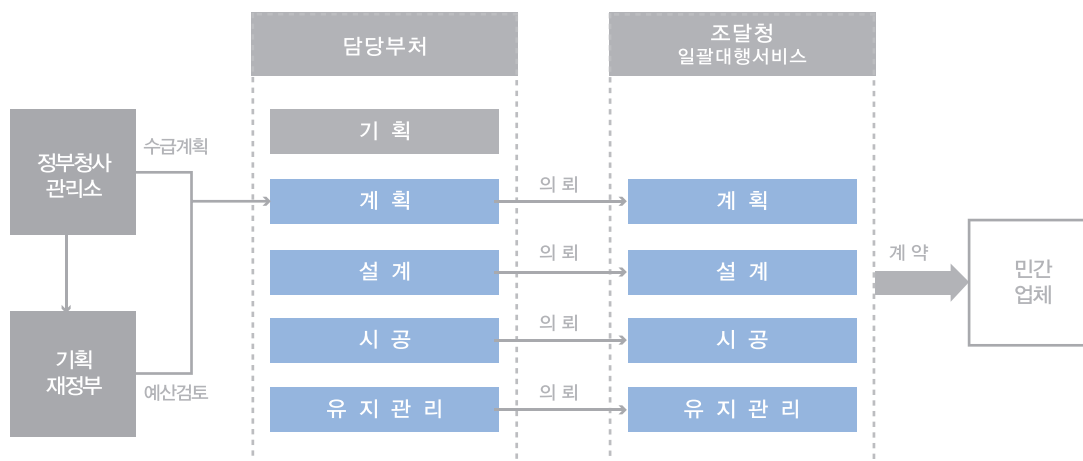 담당부처
조달청
일괄대행서비스
정부청사
관리소
수급계획
기획
재정부
예산검토
기 획
계 획
설 계
시 공
유 지 관 리
의 뢰
의 뢰
의 뢰
의 뢰
계 획
설 계
시 공
유 지 관 리
계 약
민간
업체